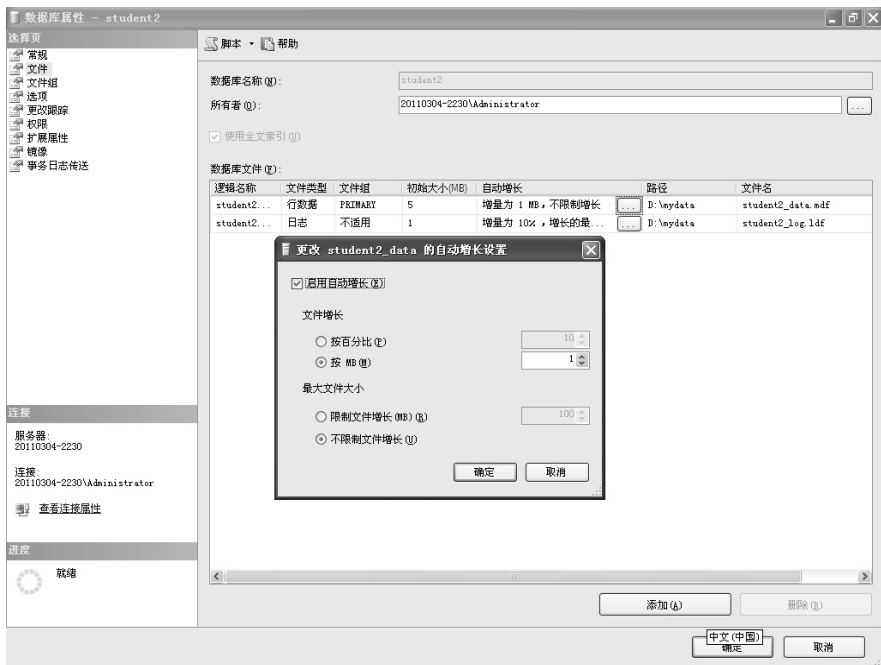 数据库属性 - student2
选择页
常规
文件
文件组
选项
更改跟踪
权限
扩展属性
镜像
事务日志传送
脚本
帮助
数据库名称(N):
student2
所有者(O):
20110304-2230\Administrator
...
使用全文索引(U)
数据库文件(F):
逻辑名称 文件类型 文件组 初始大小(MB) 自动增长 路径 文件名
student2... 行数据 PRIMARY 5 增量为 1 MB，不限制增长 ... D:\mydata student2_data.mdf
student2... 日志 不适用 1 增量为 10%，增长的最... ... D:\mydata student2_log.ldf
更改 student2_data 的自动增长设置
启用自动增长(E)
文件增长
按百分比(P) 10
按 MB(M) 1
最大文件大小
限制文件增长(MB)(R) 100
不限制文件增长(U)
确定 取消
连接
服务器:
20110304-2230
连接:
20110304-2230\Administrator
查看连接属性
进度
就绪
添加(A) 删除(R)
中文(中国)
确定 取消